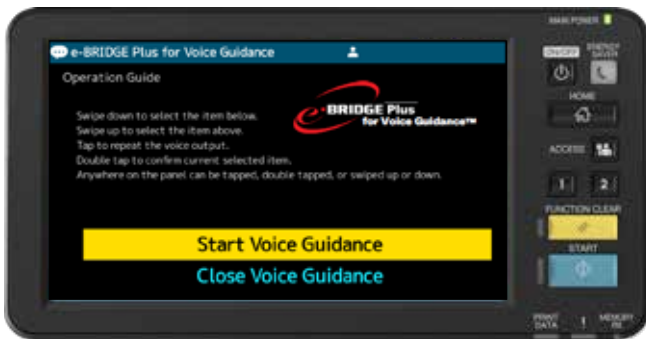 MAIN POWER
e-BRIDGE Plus for Voice Guidance
ON/OFF
ENERGY SAVER
Operation Guide
e-BRIDGE Plus
for Voice Guidance™
HOME
Swipe down to select the item below.
Swipe up to select the item above.
Tap to repeat the voice output.
Double tap to confirm current selected item.
Anywhere on the panel can be tapped, double tapped, or swiped up or down.
ACCESS
1 2
FUNCTION CLEAR
Start Voice Guidance
START
Close Voice Guidance
PRINT DATA
!
MEMORY RX